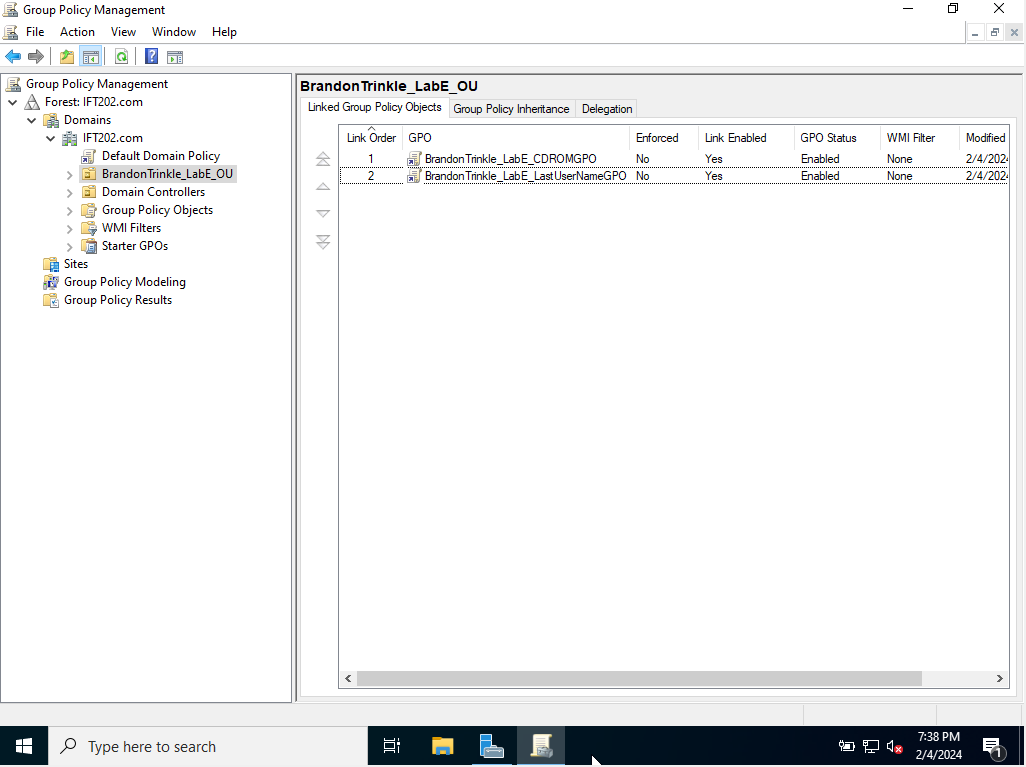 Group Policy Management
File Action View Window Help
Group Policy Management
Forest: IFT202.com
Domains
IFT202.com
Default Domain Policy
BrandonTrinkle_LabE_OU
Domain Controllers
Group Policy Objects
WMI Filters
Starter GPOs
Sites
Group Policy Modeling
Group Policy Results
BrandonTrinkle_LabE_OU
Linked Group Policy Objects Group Policy Inheritance Delegation
Link Order GPO Enforced Link Enabled GPO Status WMI Filter Modified
1 BrandonTrinkle_LabE_CDROMGPO No Yes Enabled None 2/4/2024
2 BrandonTrinkle_LabE_LastUserNameGPO No Yes Enabled None 2/4/2024
Type here to search
7:38 PM
2/4/2024
1